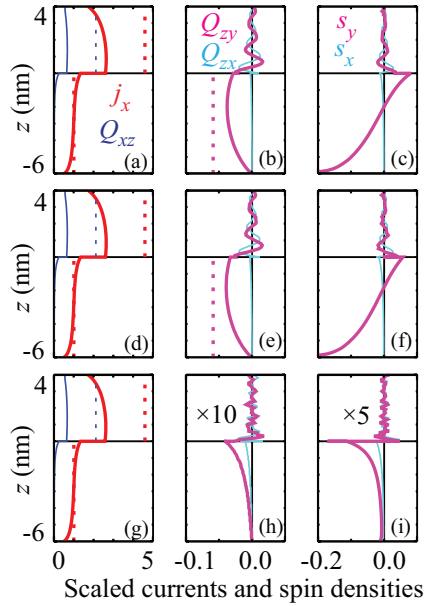 4
z (nm)
-6
j_x
Q_xz
(a)
Q_zy
Q_zx
(b)
s_y
s_x
(c)
4
z (nm)
-6
(d)
(e)
(f)
4
z (nm)
-6
(g)
×10
(h)
×5
(i)
0 5 -0.1 0.0 -0.2 0.0
Scaled currents and spin densities